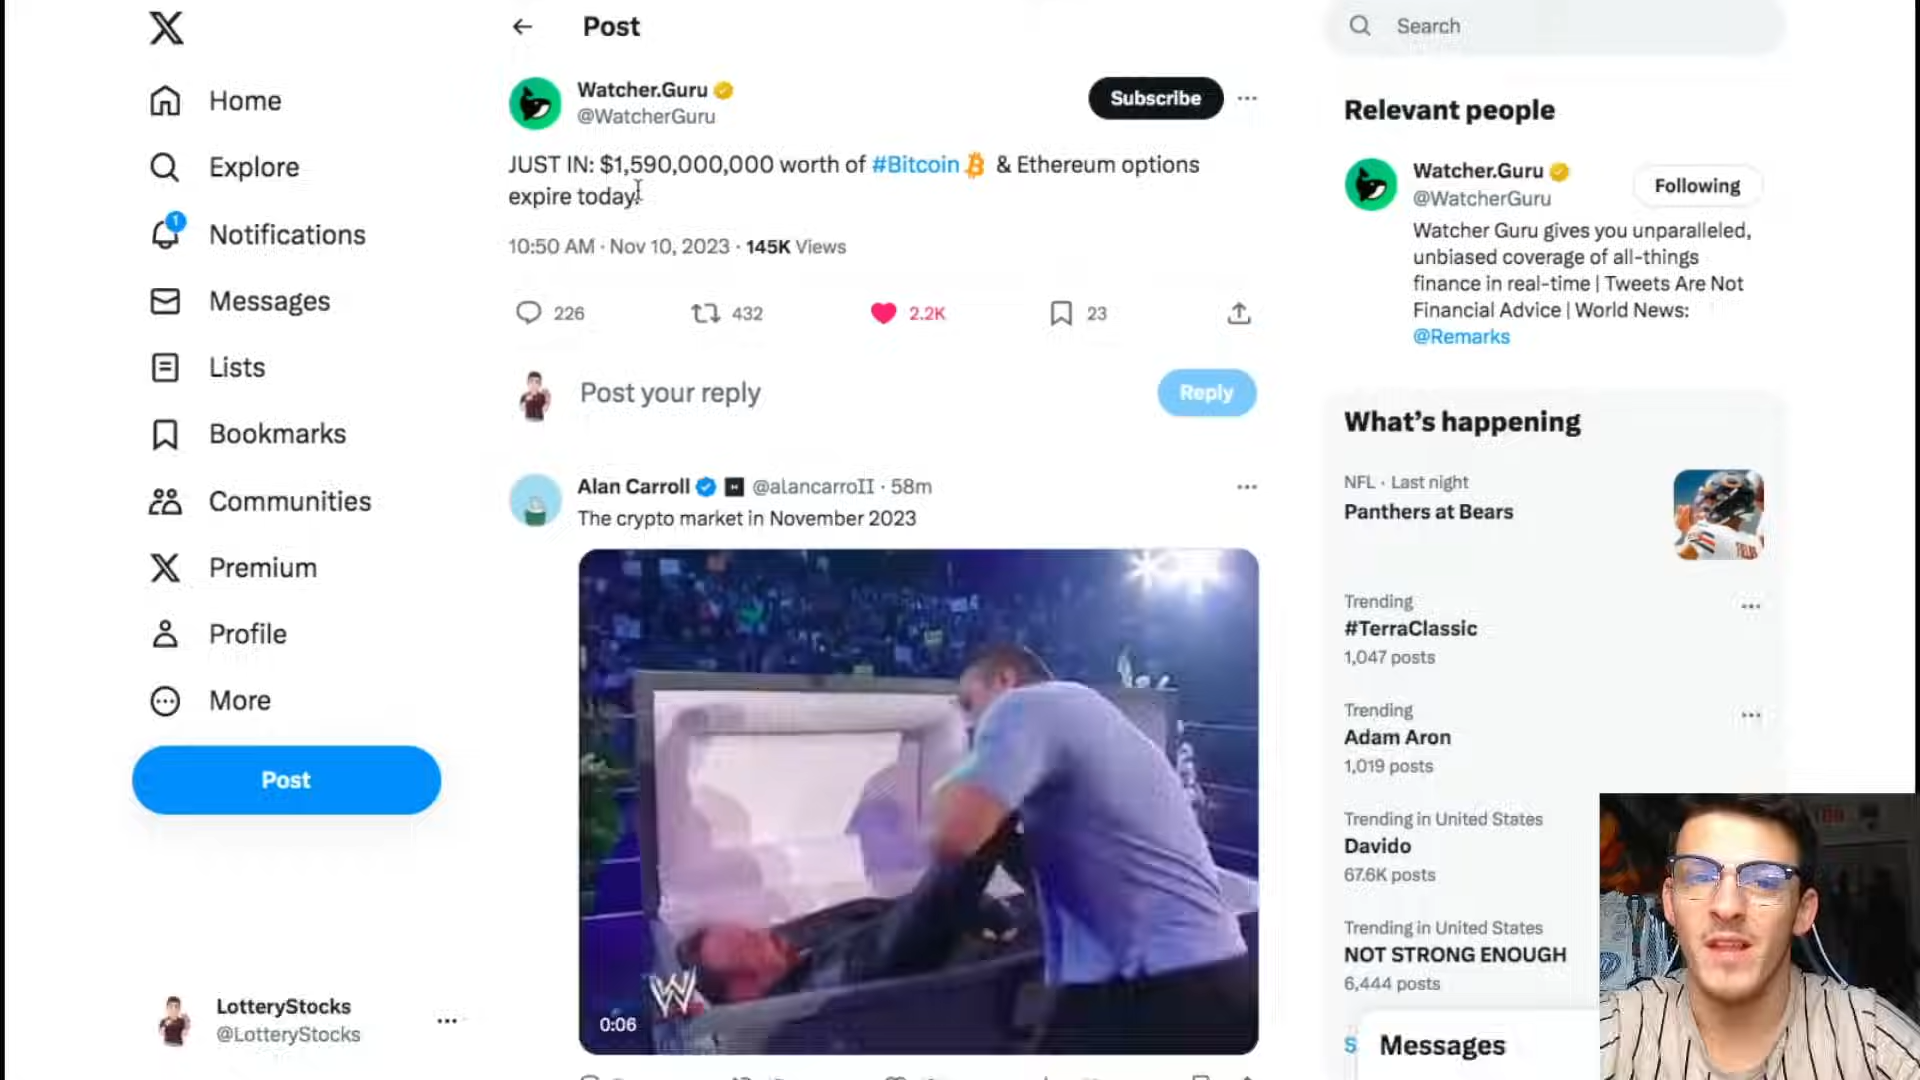 Home
Explore
1
Notifications
Messages
Lists
Bookmarks
Communities
Premium
Profile
More
Post
LotteryStocks
@LotteryStocks
Post
Watcher.Guru
@WatcherGuru
Subscribe
JUST IN: $1,590,000,000 worth of #Bitcoin & Ethereum options
expire today.
10:50 AM · Nov 10, 2023 · 145K Views
226
432
2.2K
23
Post your reply
Reply
Alan Carroll @alancarroII · 58m
The crypto market in November 2023
W
0:06
Search
Relevant people
Watcher.Guru
@WatcherGuru
Following
Watcher Guru gives you unparalleled,
unbiased coverage of all-things
finance in real-time | Tweets Are Not
Financial Advice | World News:
@Remarks
What's happening
NFL · Last night
Panthers at Bears
Trending
#TerraClassic
1,047 posts
Trending
Adam Aron
1,019 posts
Trending in United States
Davido
67.6K posts
Trending in United States
NOT STRONG ENOUGH
6,444 posts
S
Messages